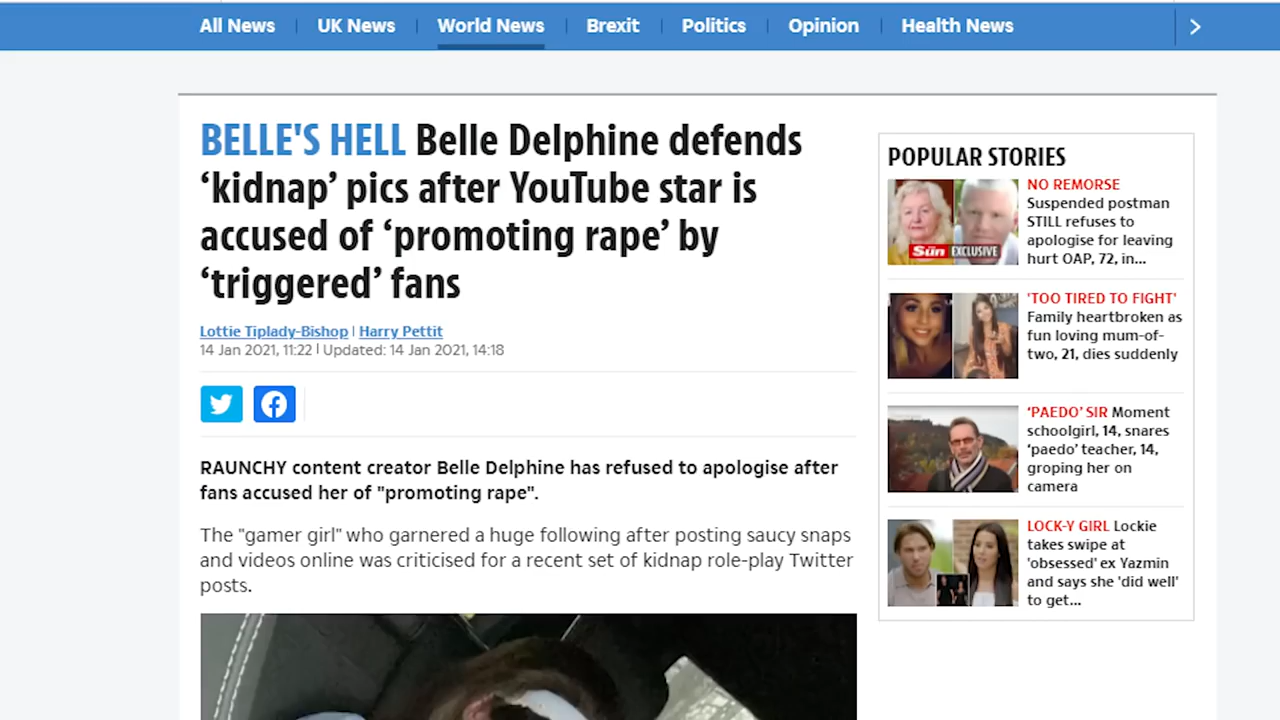 All News
UK News
World News
Brexit
Politics
Opinion
Health News
BELLE'S HELL Belle Delphine defends
‘kidnap’ pics after YouTube star is
accused of ‘promoting rape’ by
‘triggered’ fans
Lottie Tiplady-Bishop | Harry Pettit
14 Jan 2021, 11:22 | Updated: 14 Jan 2021, 14:18
RAUNCHY content creator Belle Delphine has refused to apologise after
fans accused her of "promoting rape".
The "gamer girl" who garnered a huge following after posting saucy snaps
and videos online was criticised for a recent set of kidnap role-play Twitter
posts.
POPULAR STORIES
NO REMORSE
Suspended postman
STILL refuses to
apologise for leaving
hurt OAP, 72, in...
The Sun EXCLUSIVE
'TOO TIRED TO FIGHT'
Family heartbroken as
fun loving mum-of-
two, 21, dies suddenly
‘PAEDO’ SIR Moment
schoolgirl, 14, snares
‘paedo’ teacher, 14,
groping her on
camera
LOCK-Y GIRL Lockie
takes swipe at
'obsessed' ex Yazmin
and says she 'did well'
to get...